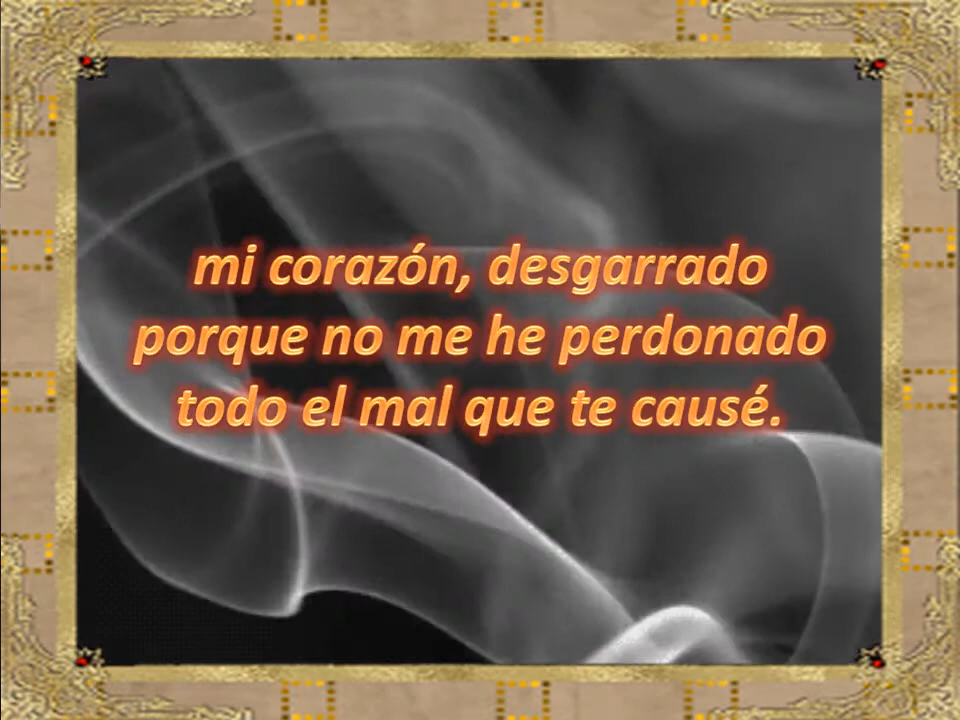 mi corazón, desgarrado
porque no me he perdonado
todo el mal que te causé.